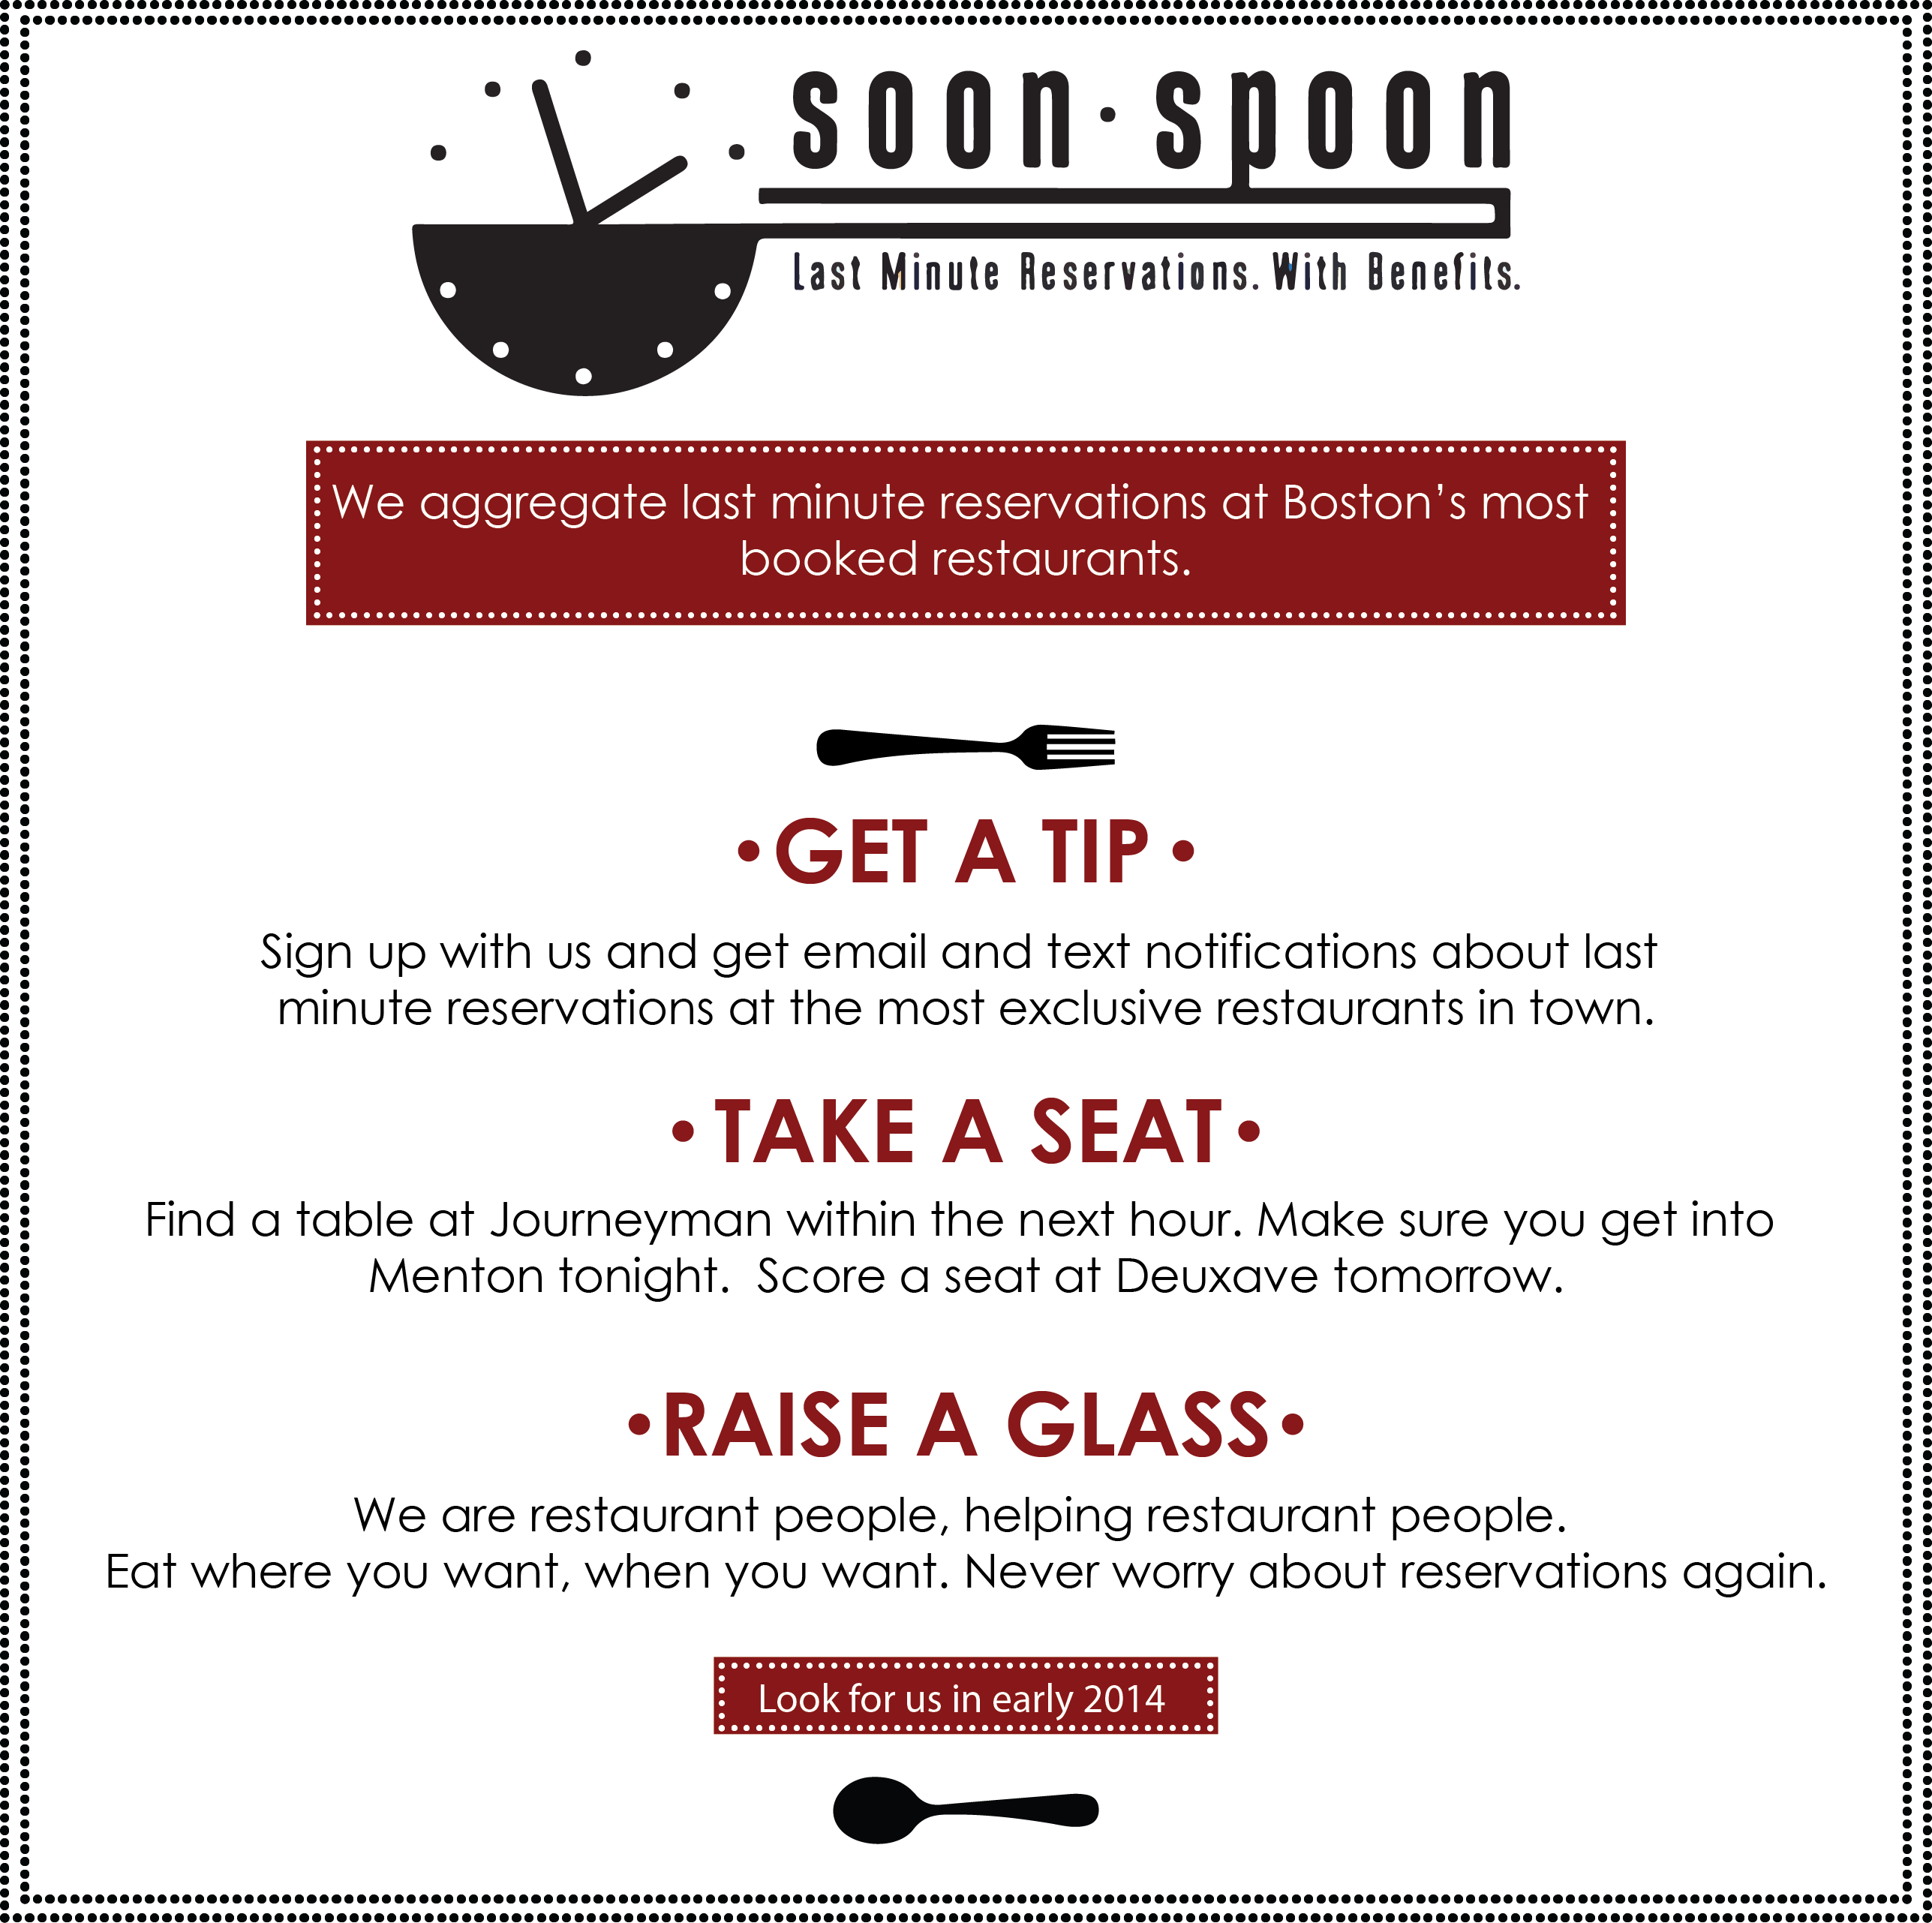 soon·spoon
Last Minute Reservations. With Benefits.
We aggregate last minute reservations at Boston’s most
booked restaurants.
•GET A TIP•
Sign up with us and get email and text notifications about last
minute reservations at the most exclusive restaurants in town.
•TAKE A SEAT•
Find a table at Journeyman within the next hour. Make sure you get into
Menton tonight.  Score a seat at Deuxave tomorrow.
•RAISE A GLASS•
We are restaurant people, helping restaurant people.
Eat where you want, when you want. Never worry about reservations again.
Look for us in early 2014